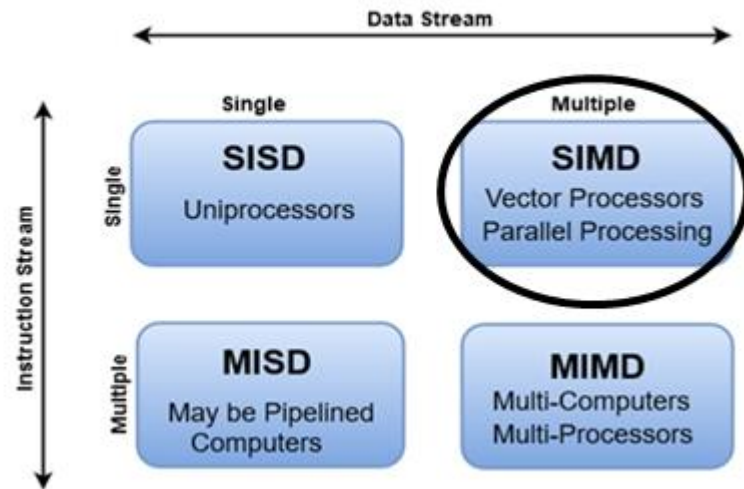 Data Stream
Single
Multiple
Instruction Stream
Single
SISD
Uniprocessors
SIMD
Vector Processors
Parallel Processing
Multiple
MISD
May be Pipelined
Computers
MIMD
Multi-Computers
Multi-Processors